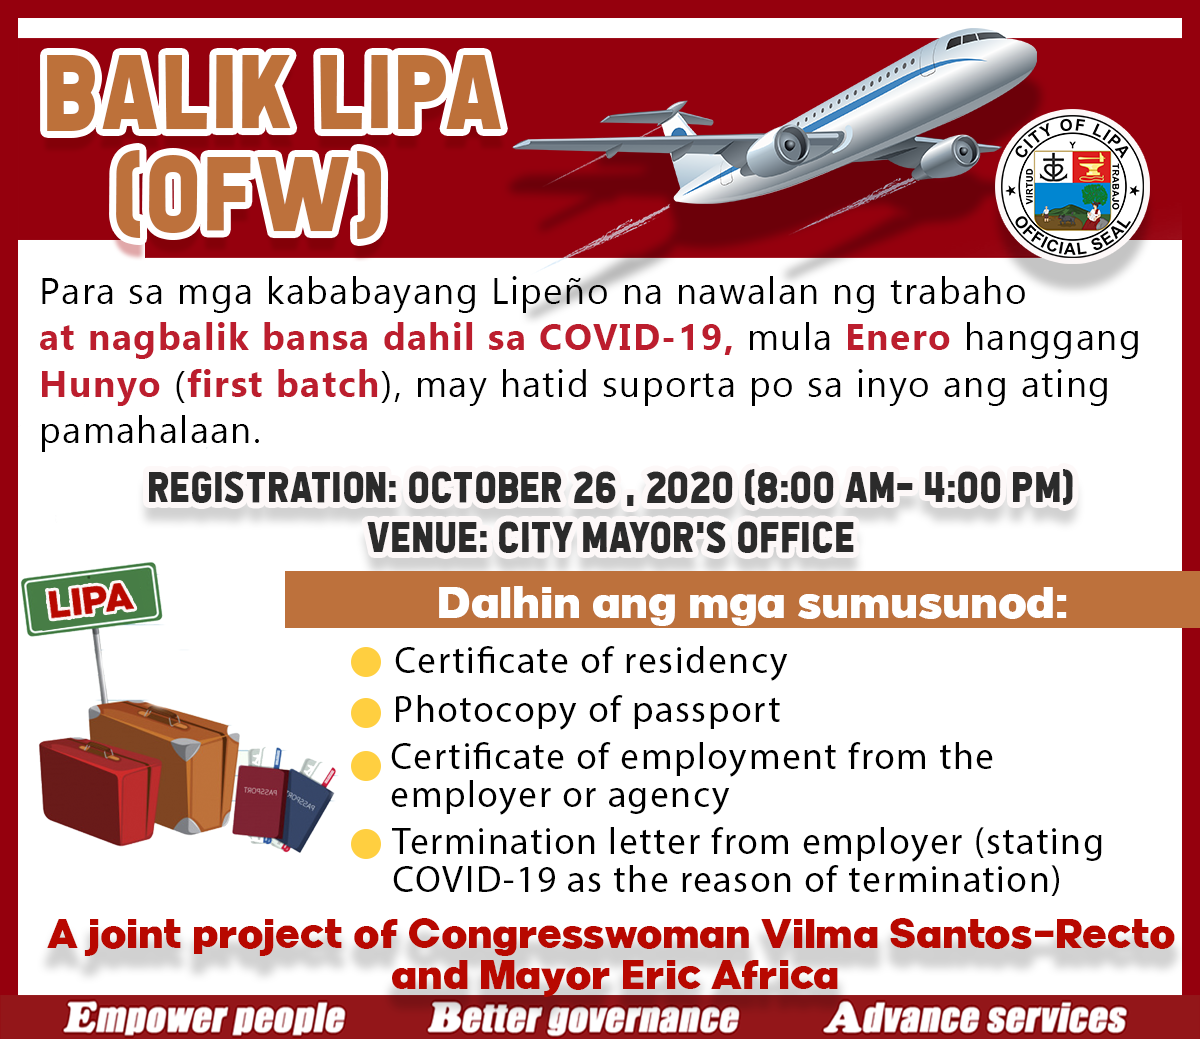 BALIK LIPA
(OFW)
CITY OF LIPA
Y
VIRTUD
TRABAJO
OFFICIAL SEAL
Para sa mga kababayang Lipeño na nawalan ng trabaho
at nagbalik bansa dahil sa COVID-19, mula Enero hanggang
Hunyo (first batch), may hatid suporta po sa inyo ang ating
pamahalaan.
REGISTRATION: OCTOBER 26 , 2020 (8:00 AM- 4:00 PM)
VENUE: CITY MAYOR'S OFFICE
LIPA
Dalhin ang mga sumusunod:
Certificate of residency
Photocopy of passport
Certificate of employment from the
employer or agency
Termination letter from employer (stating
COVID-19 as the reason of termination)
PASSPORT
PASSPORT
A joint project of Congresswoman Vilma Santos-Recto
and Mayor Eric Africa
Empower people Better governance Advance services